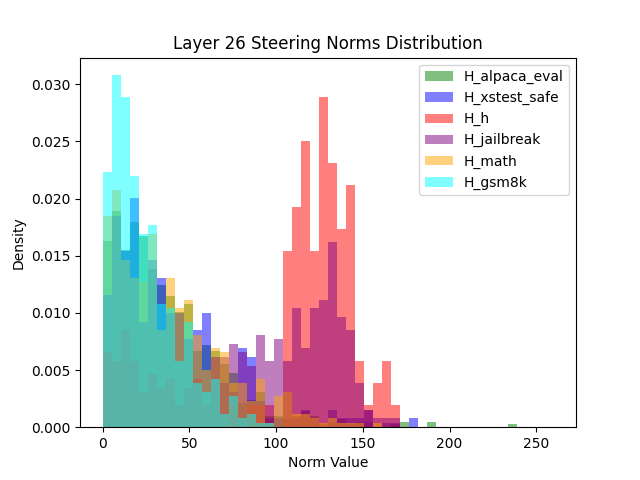 Layer 26 Steering Norms Distribution
H_alpaca_eval
H_xstest_safe
H_h
H_jailbreak
H_math
H_gsm8k
Density
0.030
0.025
0.020
0.015
0.010
0.005
0.000
0
50
100
150
200
250
Norm Value